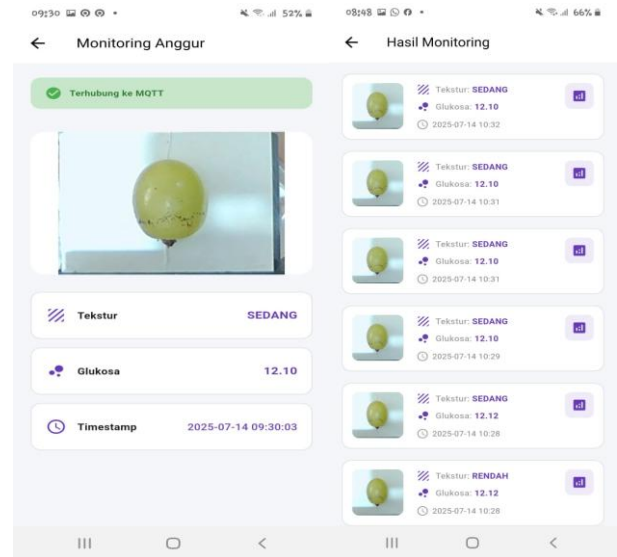 09:30
52%
Monitoring Anggur
Terhubung ke MQTT
Tekstur SEDANG
Glukosa 12.10
Timestamp 2025-07-14 09:30:03
08:48
66%
Hasil Monitoring
Tekstur: SEDANG
Glukosa: 12.10
2025-07-14 10:32
Tekstur: SEDANG
Glukosa: 12.10
2025-07-14 10:31
Tekstur: SEDANG
Glukosa: 12.10
2025-07-14 10:31
Tekstur: SEDANG
Glukosa: 12.10
2025-07-14 10:29
Tekstur: SEDANG
Glukosa: 12.12
2025-07-14 10:28
Tekstur: RENDAH
Glukosa: 12.12
2025-07-14 10:28